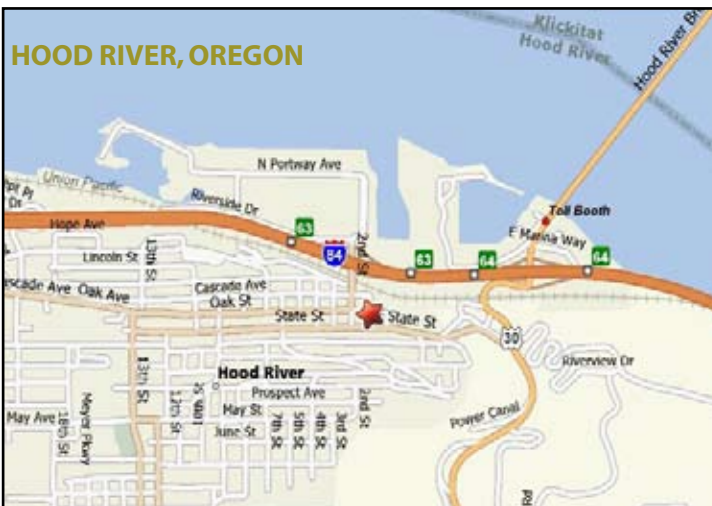 HOOD RIVER, OREGON
Klickitat
Hood River
Hood River Br
N Portway Ave
Union Pacific
Riverside Dr
Toll Booth
E Marina Way
Hope Ave
63
84
2nd St
63
64
64
Lincoln St
13th St
Cascade Ave
Oak St
scade Ave
Oak Ave
State St
State St
30
Riverview Dr
Hood River
Prospect Ave
May St
June St
May Ave
18th St
Meyer Pkwy
13th St
12th St
7th St
5th St
4th St
3rd St
2nd St
Power Canal